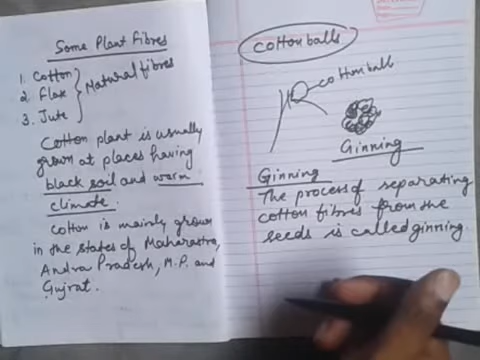 Some Plant Fibres
1. Cotton
2. Flax
3. Jute
Natural fibres
Cotton plant is usually
grown at places having
black soil and warm
climate.
Cotton is mainly grown
in the states of Maharastra,
Andra Pradesh, M.P. and
Gujrat.
Cotton balls
cotton ball
Ginning
Ginning
The process of separating
cotton fibres from the
seeds is called ginning.